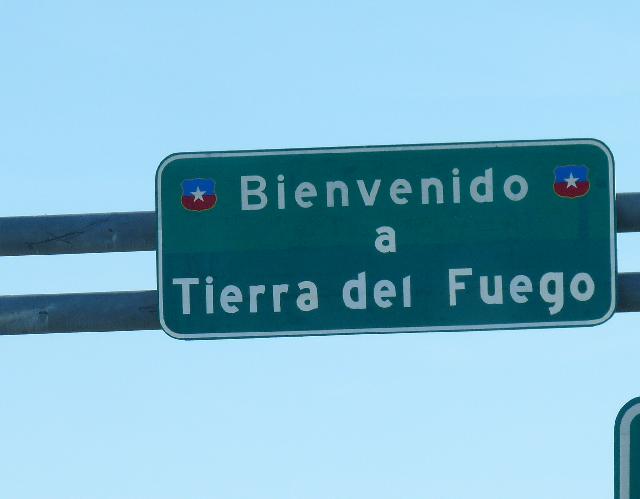 Bienvenido
a
Tierra del Fuego